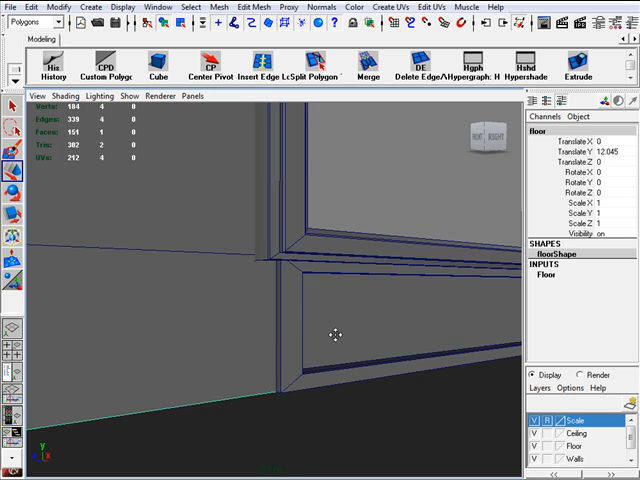 File Edit Modify Create Display Window Select Mesh Edit Mesh Proxy Normals Color Create UVs Edit UVs Muscle Help
Polygons
Modeling
His CPD CP DE Hgph Hshd
History Custom Polygo Cube Center Pivot Insert Edge Lo Split Polygon T Merge Delete Edge/V Hypergraph: H Hypershade Extrude
View Shading Lighting Show Renderer Panels
Verts: 184 4 0
Edges: 339 4 0
Faces: 151 1 0
Tris: 302 2 0
UVs: 212 4 0
FRONT RIGHT
Channels Object
floor
Translate X 0
Translate Y 12.045
Translate Z 0
Rotate X 0
Rotate Y 0
Rotate Z 0
Scale X 1
Scale Y 1
Scale Z 1
Visibility on
SHAPES
floorShape
INPUTS
Floor
Display Render
Layers Options Help
V R Scale
V Ceiling
V Floor
V Walls
y
z x